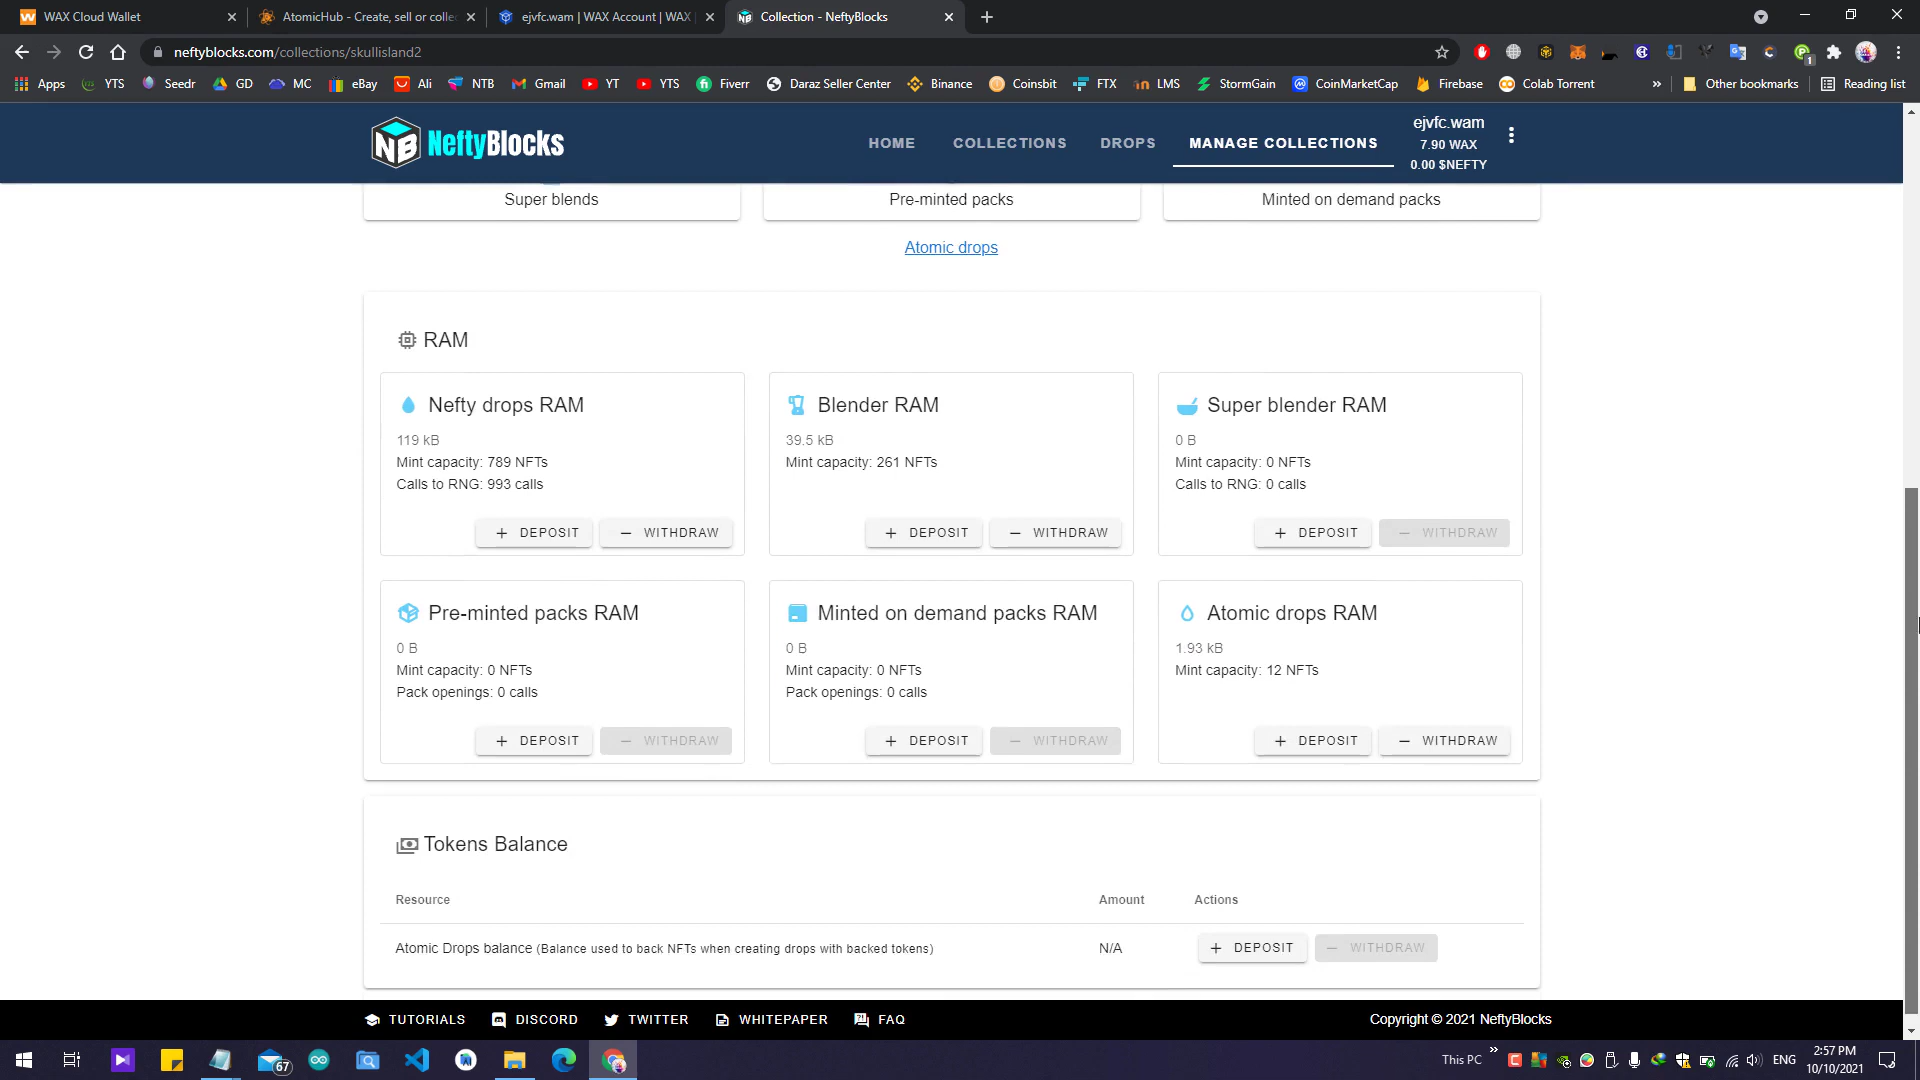 WAX Cloud Wallet
AtomicHub - Create, sell or colle
ejvfc.wam | WAX Account | WAX
Collection - NeftyBlocks
neftyblocks.com/collections/skullisland2
Apps YTS Seedr GD MC eBay Ali NTB Gmail YT YTS Fiverr Daraz Seller Center Binance Coinsbit FTX LMS StormGain CoinMarketCap Firebase Colab Torrent » Other bookmarks Reading list
NB NeftyBlocks
HOME COLLECTIONS DROPS MANAGE COLLECTIONS
ejvfc.wam
7.90 WAX
0.00 $NEFTY
Super blends
Pre-minted packs
Minted on demand packs
Atomic drops
RAM
Nefty drops RAM
119 kB
Mint capacity: 789 NFTs
Calls to RNG: 993 calls
+ DEPOSIT − WITHDRAW
Blender RAM
39.5 kB
Mint capacity: 261 NFTs
+ DEPOSIT − WITHDRAW
Super blender RAM
0 B
Mint capacity: 0 NFTs
Calls to RNG: 0 calls
+ DEPOSIT − WITHDRAW
Pre-minted packs RAM
0 B
Mint capacity: 0 NFTs
Pack openings: 0 calls
+ DEPOSIT − WITHDRAW
Minted on demand packs RAM
0 B
Mint capacity: 0 NFTs
Pack openings: 0 calls
+ DEPOSIT − WITHDRAW
Atomic drops RAM
1.93 kB
Mint capacity: 12 NFTs
+ DEPOSIT − WITHDRAW
Tokens Balance
Resource Amount Actions
Atomic Drops balance (Balance used to back NFTs when creating drops with backed tokens) N/A + DEPOSIT − WITHDRAW
TUTORIALS DISCORD TWITTER WHITEPAPER FAQ
Copyright © 2021 NeftyBlocks
67
This PC » ENG
2:57 PM
10/10/2021